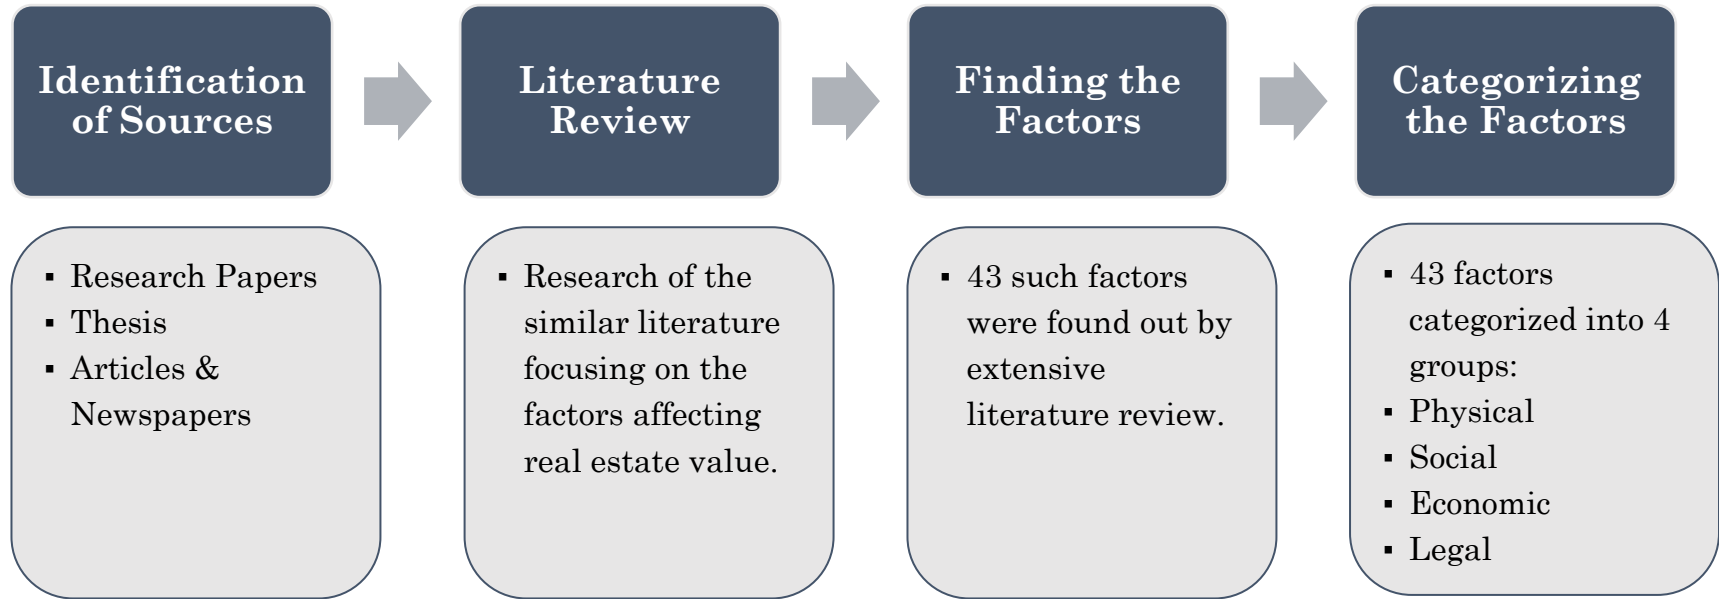 Identification
of Sources
Literature
Review
Finding the
Factors
Categorizing
the Factors
▪ Research Papers
▪ Thesis
▪ Articles &
Newspapers
▪ Research of the
similar literature
focusing on the
factors affecting
real estate value.
▪ 43 such factors
were found out by
extensive
literature review.
▪ 43 factors
categorized into 4
groups:
▪ Physical
▪ Social
▪ Economic
▪ Legal